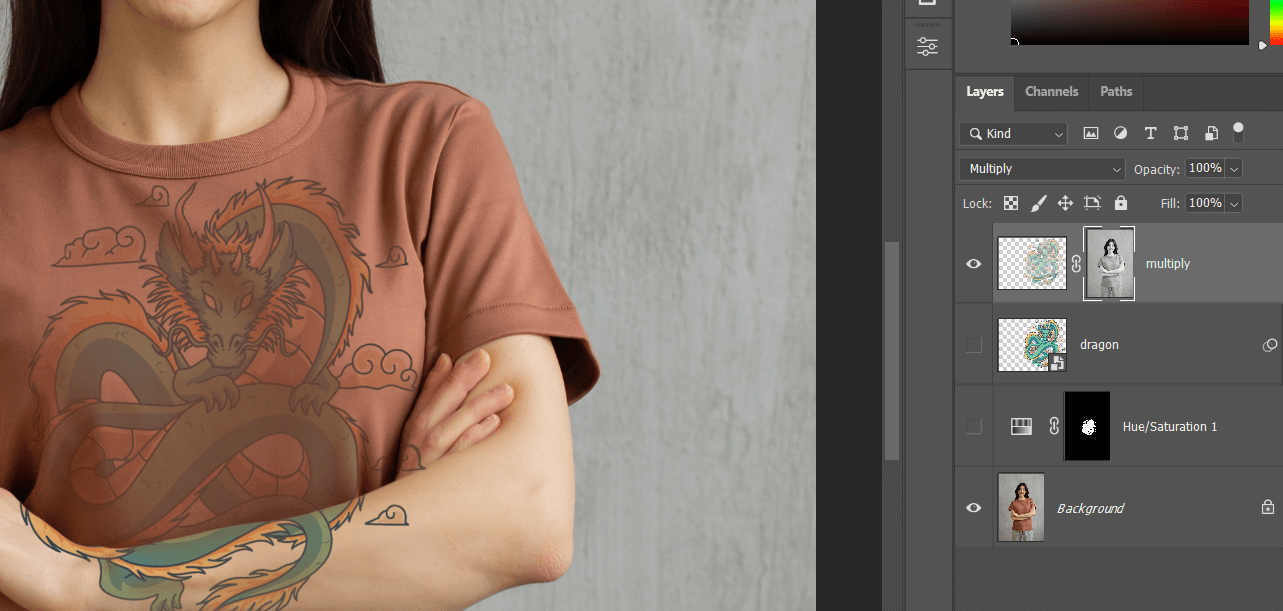 Layers Channels Paths
Kind
Multiply Opacity: 100%
Lock: Fill: 100%
multiply
dragon
Hue/Saturation 1
Background